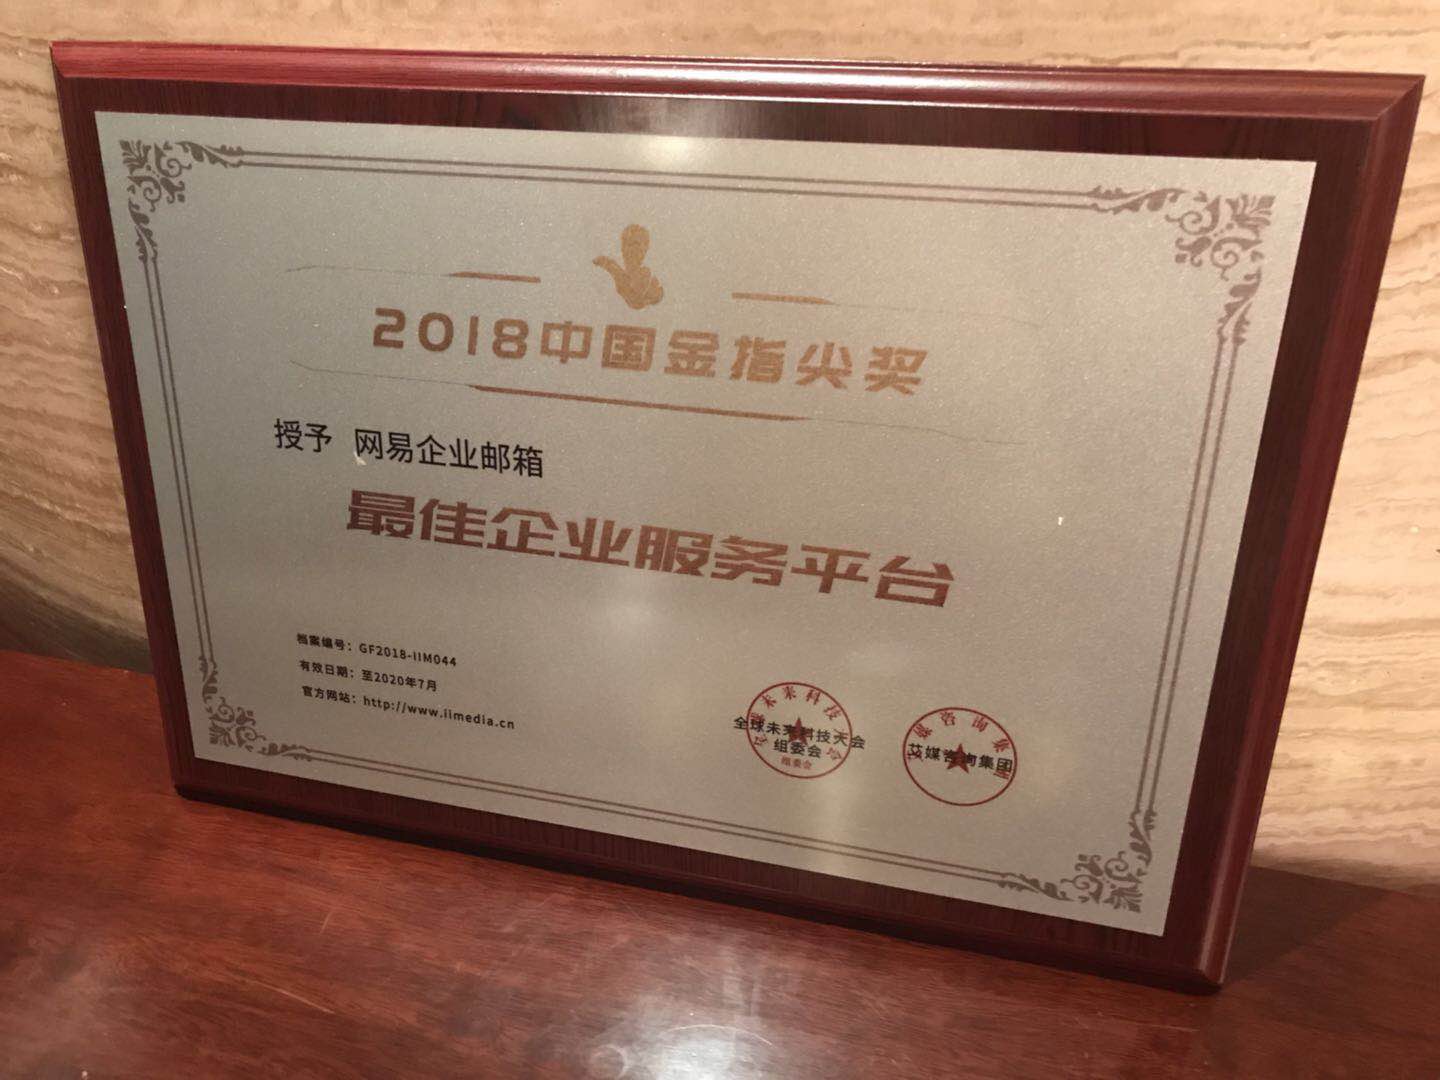 2018中国金指尖奖
授予 网易企业邮箱
最佳企业服务平台
档案编号：GF2018-IIM044
有效日期：至2020年7月
官方网站：http://www.iimedia.cn
全球未来科技大会
组委会
组委会
艾媒咨询集团